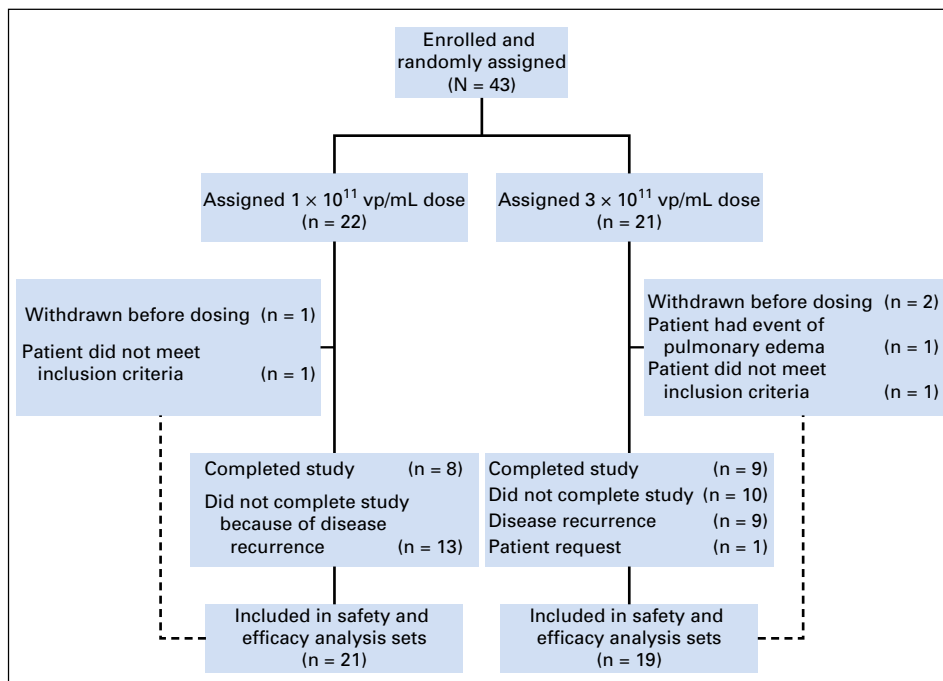 Enrolled and
randomly assigned
(N = 43)
Assigned 1 × 10¹¹ vp/mL dose
(n = 22)
Assigned 3 × 10¹¹ vp/mL dose
(n = 21)
Withdrawn before dosing (n = 1)
Patient did not meet
inclusion criteria (n = 1)
Withdrawn before dosing (n = 2)
Patient had event of
pulmonary edema (n = 1)
Patient did not meet
inclusion criteria (n = 1)
Completed study (n = 8)
Did not complete study
because of disease
recurrence (n = 13)
Completed study (n = 9)
Did not complete study (n = 10)
Disease recurrence (n = 9)
Patient request (n = 1)
Included in safety and
efficacy analysis sets
(n = 21)
Included in safety and
efficacy analysis sets
(n = 19)